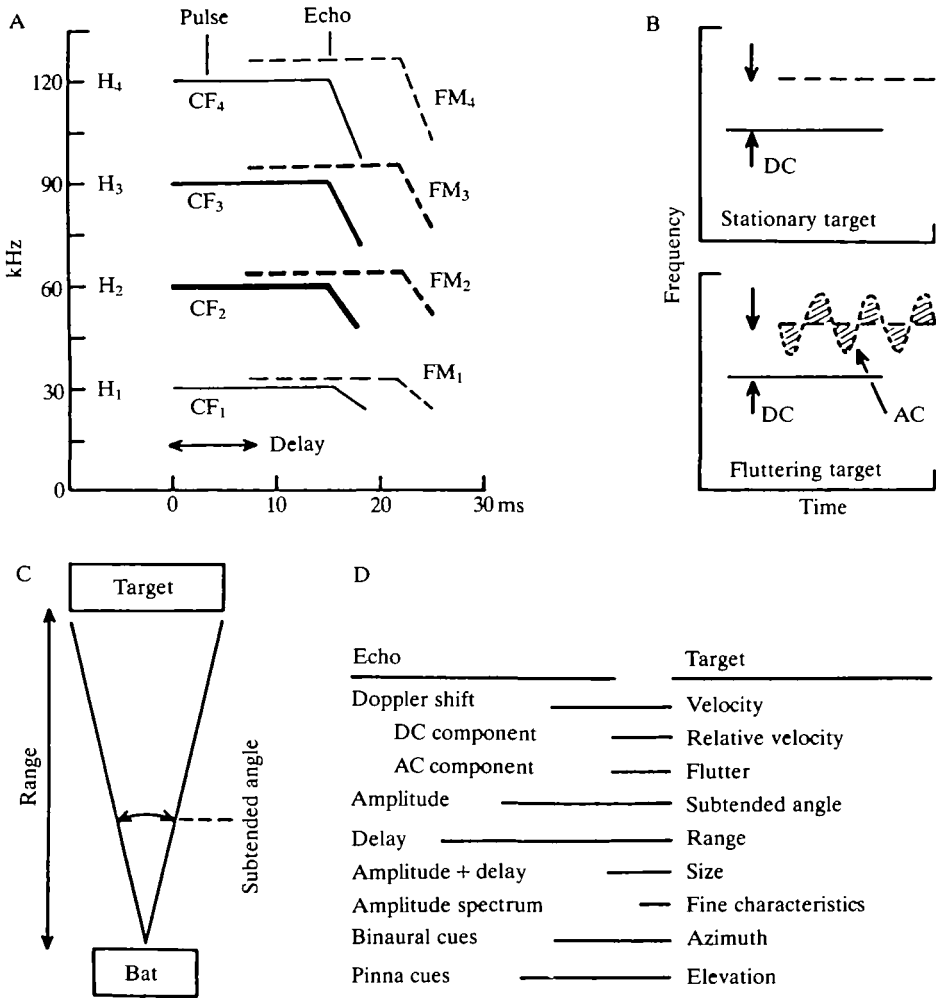 A
Pulse Echo
kHz
120 H4 CF4 FM4
90 H3 CF3 FM3
60 H2 CF2 FM2
30 H1 CF1 FM1
Delay
0
0 10 20 30 ms
B
Frequency
DC
Stationary target
DC AC
Fluttering target
Time
C
Target
Range
Subtended angle
Bat
D
Echo Target
Doppler shift Velocity
DC component Relative velocity
AC component Flutter
Amplitude Subtended angle
Delay Range
Amplitude + delay Size
Amplitude spectrum Fine characteristics
Binaural cues Azimuth
Pinna cues Elevation